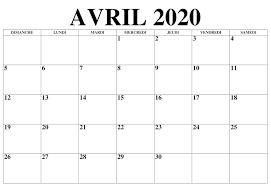 AVRIL 2020
DIMANCHE LUNDI MARDI MERCREDI JEUDI VENDREDI SAMEDI
1 2 3 4
5 6 7 8 9 10 11
12 13 14 15 16 17 18
19 20 21 22 23 24 25
26 27 28 29 30